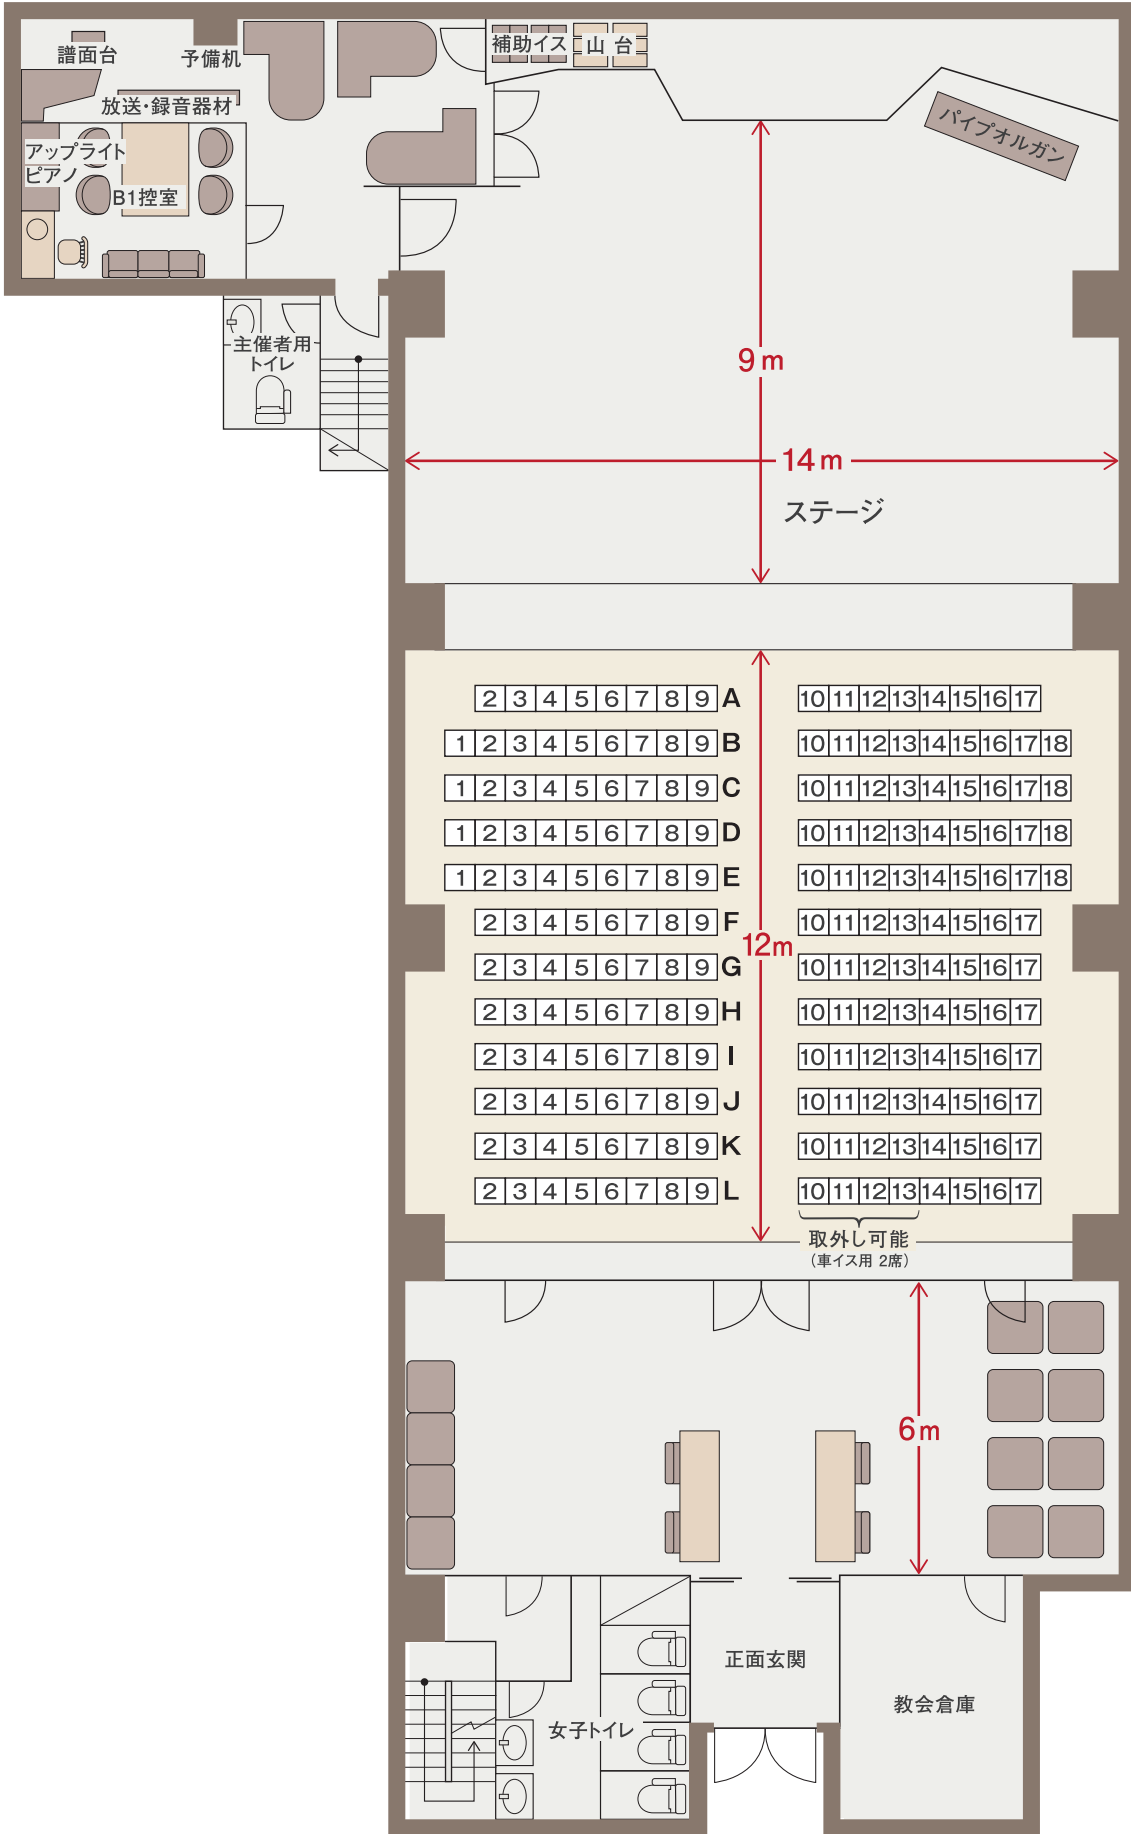 譜面台
予備机
補助イス
山台
放送・録音器材
アップライト
ピアノ
B1控室
パイプオルガン
主催者用
トイレ
9m
14m
ステージ
2 3 4 5 6 7 8 9 A 10 11 12 13 14 15 16 17
1 2 3 4 5 6 7 8 9 B 10 11 12 13 14 15 16 17 18
1 2 3 4 5 6 7 8 9 C 10 11 12 13 14 15 16 17 18
1 2 3 4 5 6 7 8 9 D 10 11 12 13 14 15 16 17 18
1 2 3 4 5 6 7 8 9 E 10 11 12 13 14 15 16 17 18
2 3 4 5 6 7 8 9 F 10 11 12 13 14 15 16 17
12m
2 3 4 5 6 7 8 9 G 10 11 12 13 14 15 16 17
2 3 4 5 6 7 8 9 H 10 11 12 13 14 15 16 17
2 3 4 5 6 7 8 9 I 10 11 12 13 14 15 16 17
2 3 4 5 6 7 8 9 J 10 11 12 13 14 15 16 17
2 3 4 5 6 7 8 9 K 10 11 12 13 14 15 16 17
2 3 4 5 6 7 8 9 L 10 11 12 13 14 15 16 17
取外し可能
(車イス用 2席)
6m
正面玄関
教会倉庫
女子トイレ